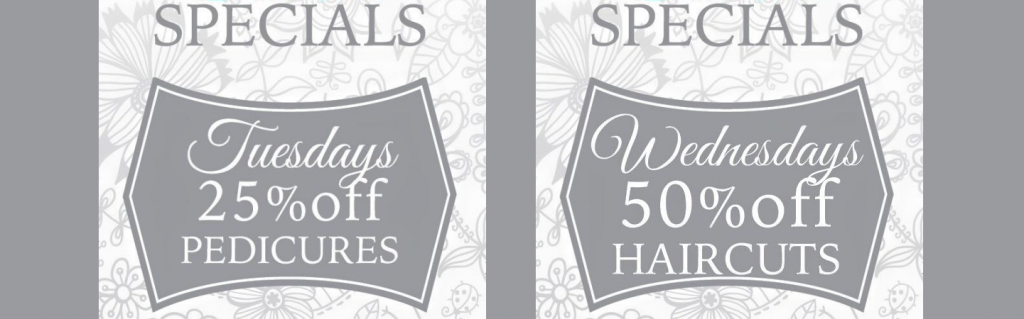 SPECIALS
Tuesdays
25%off
PEDICURES
SPECIALS
Wednesdays
50%off
HAIRCUTS